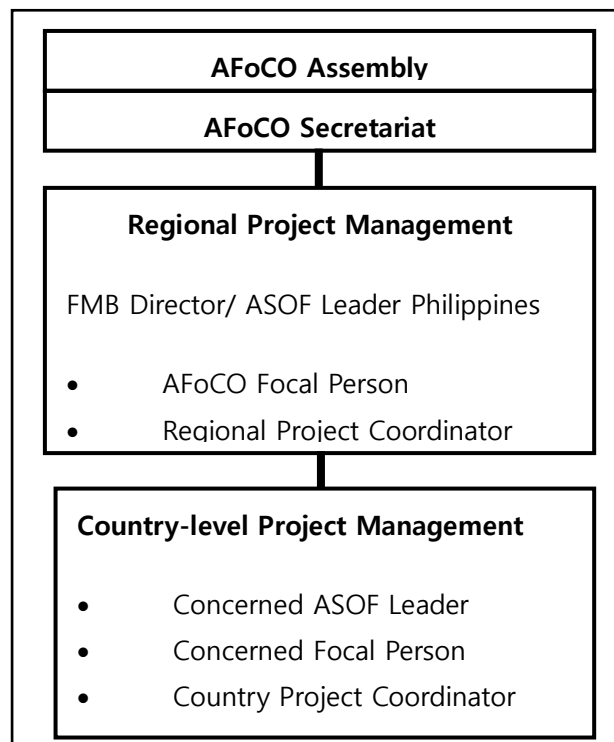 AFoCO Assembly
AFoCO Secretariat
Regional Project Management
FMB Director/ ASOF Leader Philippines
• AFoCO Focal Person
• Regional Project Coordinator
Country-level Project Management
• Concerned ASOF Leader
• Concerned Focal Person
• Country Project Coordinator